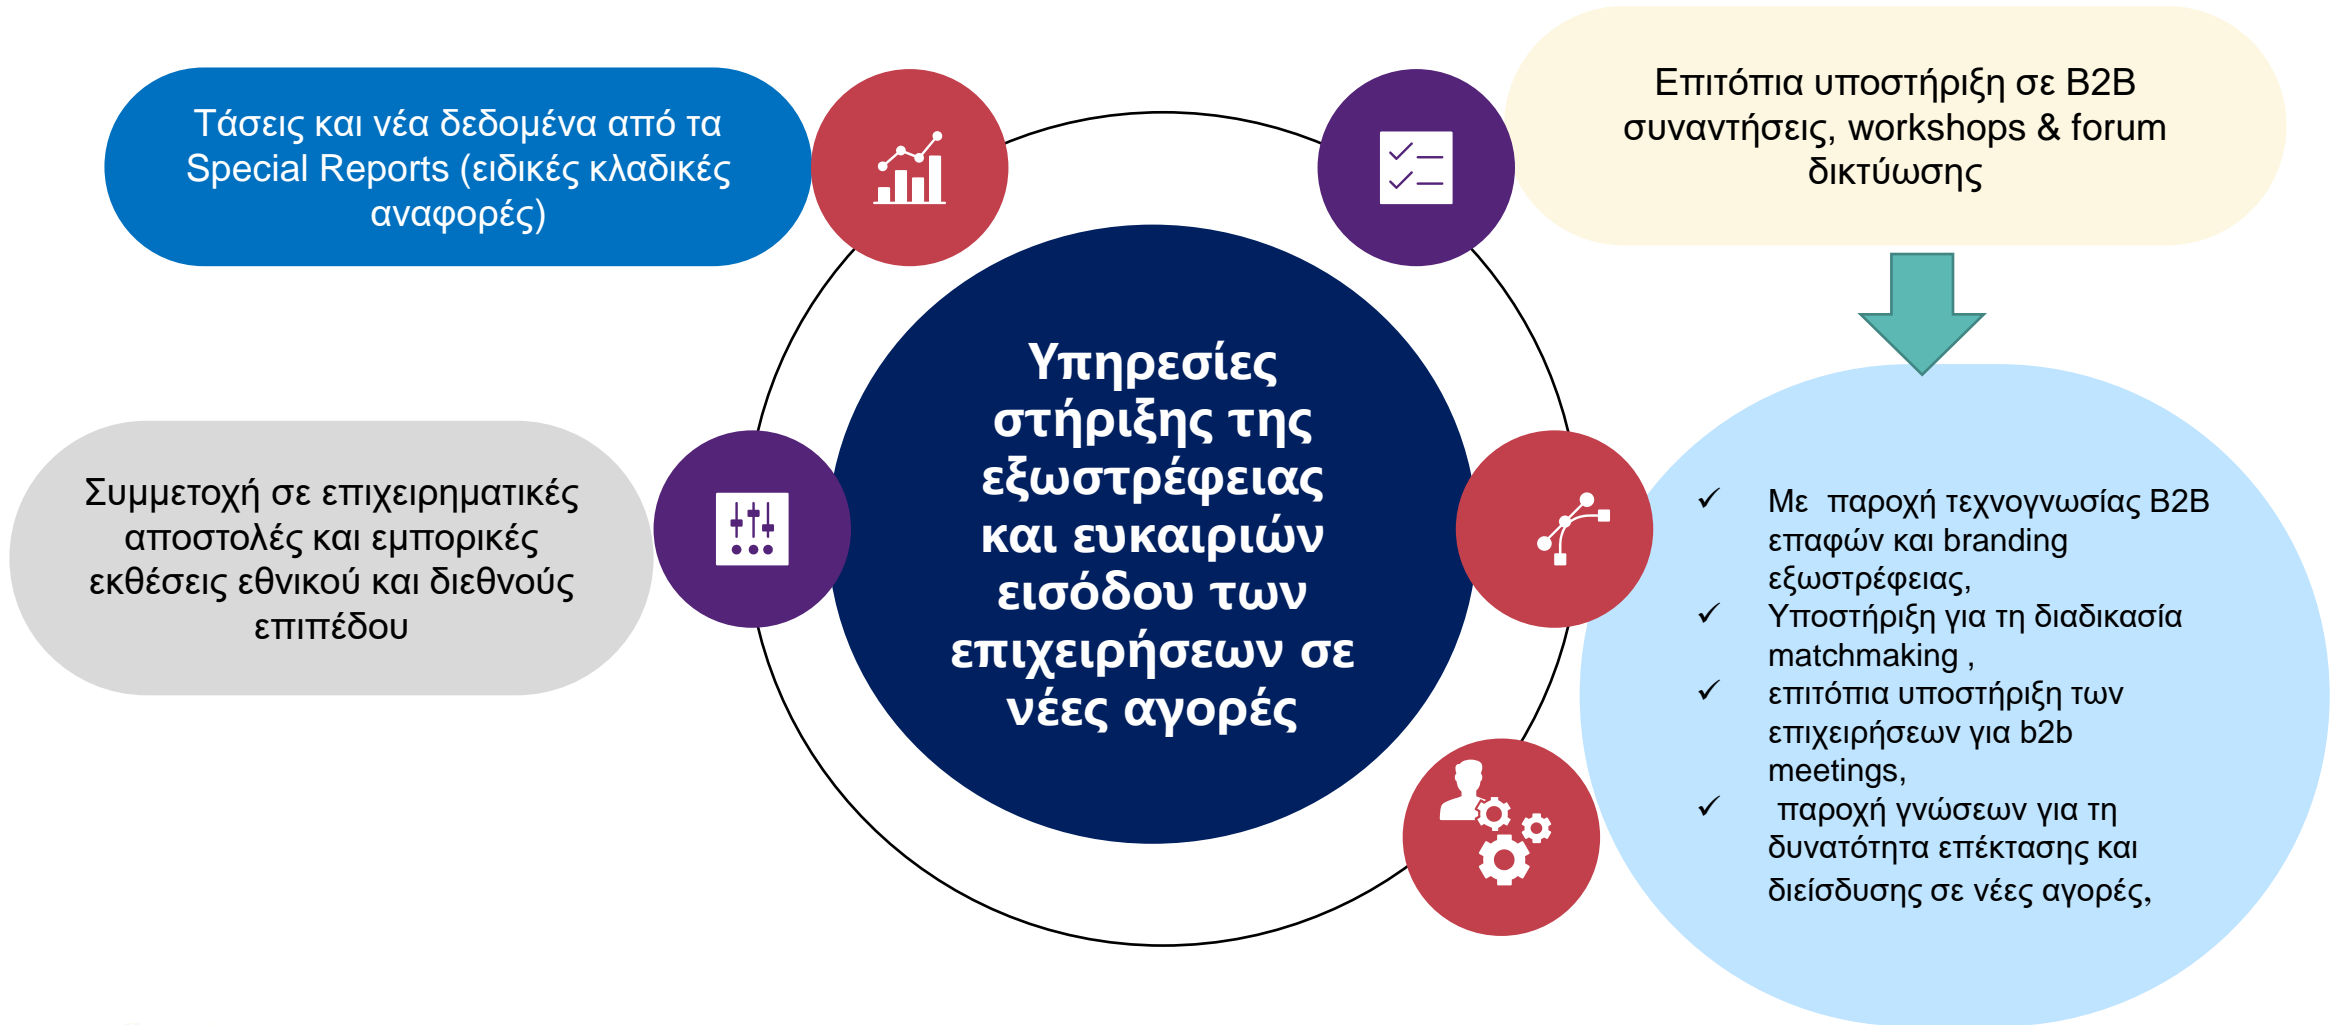 Τάσεις και νέα δεδομένα από τα
Special Reports (ειδικές κλαδικές
αναφορές)
Επιτόπια υποστήριξη σε B2B
συναντήσεις, workshops & forum
δικτύωσης
Συμμετοχή σε επιχειρηματικές
αποστολές και εμπορικές
εκθέσεις εθνικού και διεθνούς
επιπέδου
Υπηρεσίες
στήριξης της
εξωστρέφειας
και ευκαιριών
εισόδου των
επιχειρήσεων σε
νέες αγορές
✓ Με παροχή τεχνογνωσίας B2B
επαφών και branding
εξωστρέφειας,
✓ Υποστήριξη για τη διαδικασία
matchmaking ,
✓ επιτόπια υποστήριξη των
επιχειρήσεων για b2b
meetings,
✓ παροχή γνώσεων για τη
δυνατότητα επέκτασης και
διείσδυσης σε νέες αγορές,